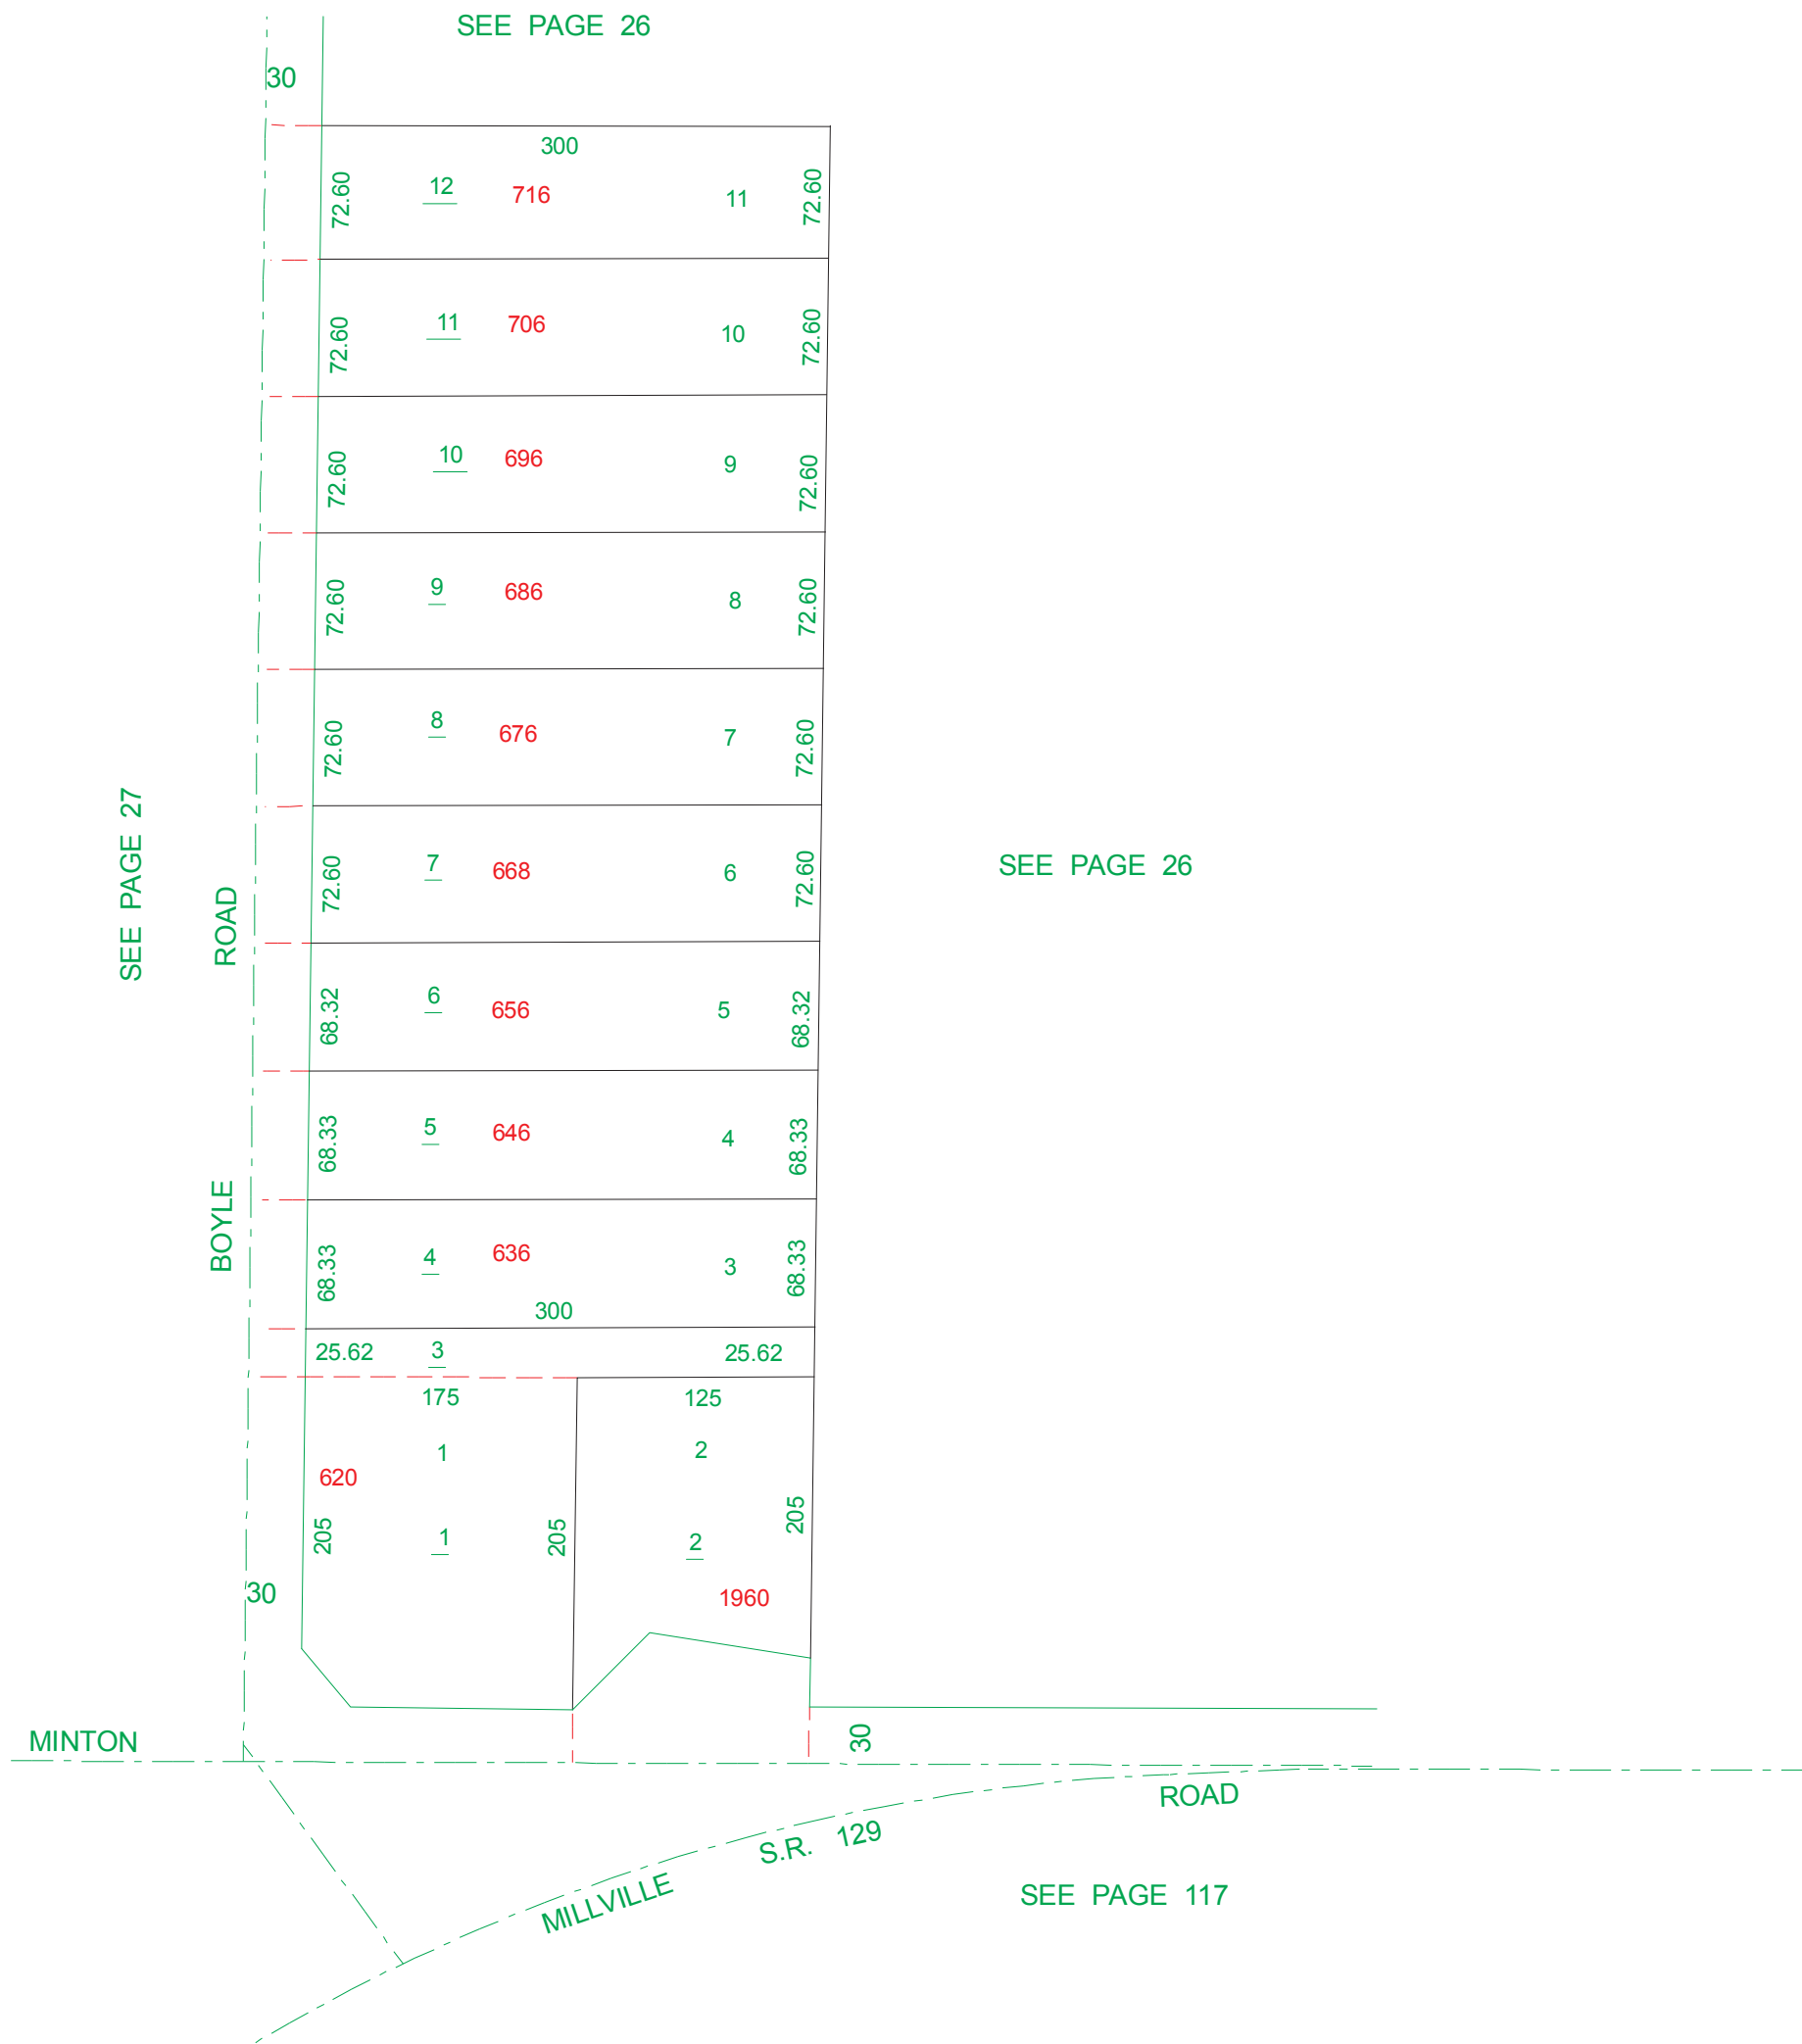 SEE PAGE 26
30
300
72.60 12 716 11 72.60
72.60 11 706 10 72.60
72.60 10 696 9 72.60
72.60 9 686 8 72.60
72.60 8 676 7 72.60
SEE PAGE 27
72.60 7 668 6 72.60
SEE PAGE 26
BOYLE ROAD
68.32 6 656 5 68.32
68.33 5 646 4 68.33
68.33 4 636 3 68.33
300
25.62 3 25.62
175 125
1 2
620
205 1 205 2 205
1960
30
MINTON ROAD
30
MILLVILLE S.R. 129
SEE PAGE 117